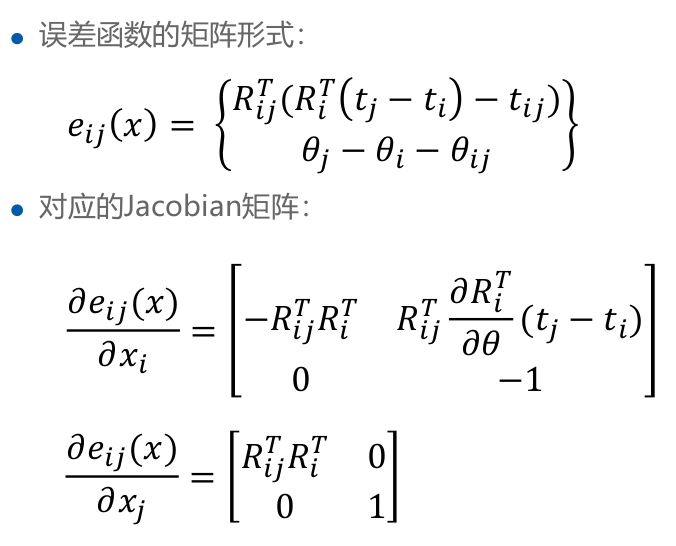 • 误差函数的矩阵形式：
$e_{ij}(x) = \begin{Bmatrix} R_{ij}^T(R_i^T(t_j - t_i) - t_{ij}) \\ \theta_j - \theta_i - \theta_{ij} \end{Bmatrix}$
• 对应的Jacobian矩阵：
$\frac{\partial e_{ij}(x)}{\partial x_i} = \begin{bmatrix} -R_{ij}^T R_i^T & R_{ij}^T \frac{\partial R_i^T}{\partial \theta}(t_j - t_i) \\ 0 & -1 \end{bmatrix}$
$\frac{\partial e_{ij}(x)}{\partial x_j} = \begin{bmatrix} R_{ij}^T R_i^T & 0 \\ 0 & 1 \end{bmatrix}$